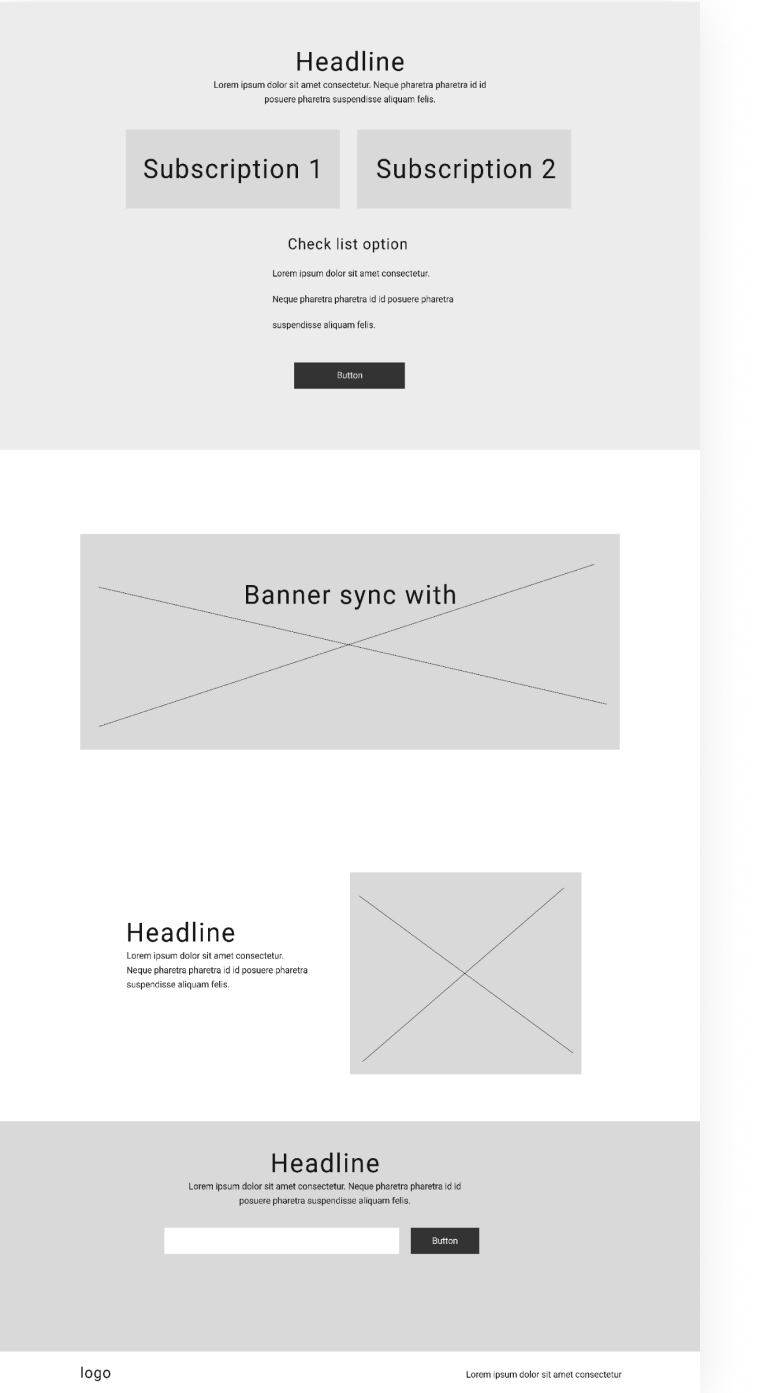 Headline
Lorem ipsum dolor sit amet consectetur. Neque pharetra pharetra id id
posuere pharetra suspendisse aliquam felis.
Subscription 1
Subscription 2
Check list option
Lorem ipsum dolor sit amet consectetur.
Neque pharetra pharetra id id posuere pharetra
suspendisse aliquam felis.
Button
Banner sync with
Headline
Lorem ipsum dolor sit amet consectetur.
Neque pharetra pharetra id id posuere pharetra
suspendisse aliquam felis.
Headline
Lorem ipsum dolor sit amet consectetur. Neque pharetra pharetra id id
posuere pharetra suspendisse aliquam felis.
Button
logo
Lorem ipsum dolor sit amet consectetur